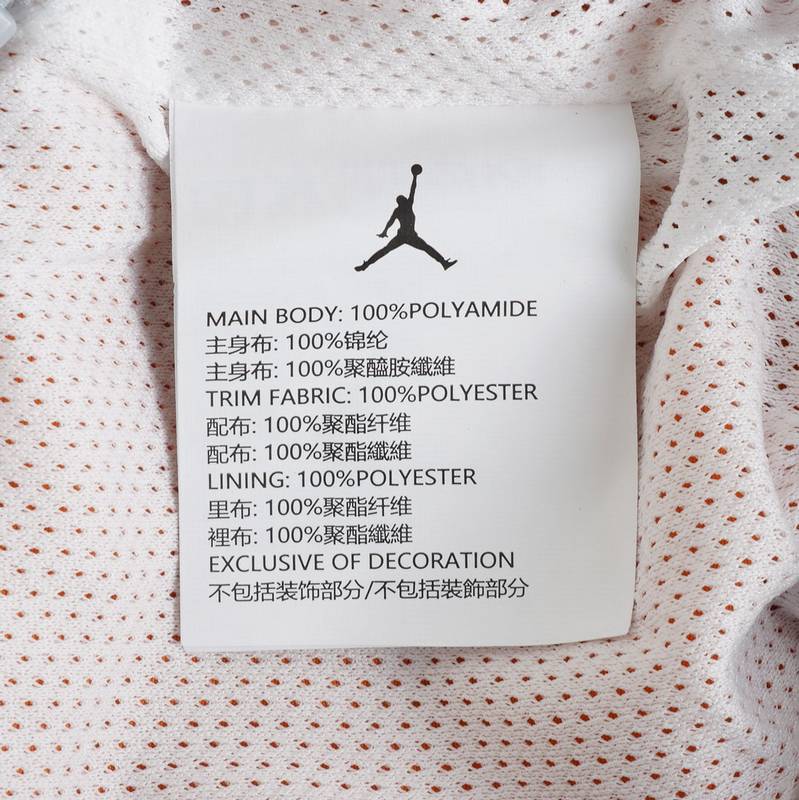 MAIN BODY: 100%POLYAMIDE
主身布: 100%锦纶
主身布: 100%聚醯胺纖維
TRIM FABRIC: 100%POLYESTER
配布: 100%聚酯纤维
配布: 100%聚酯纖維
LINING: 100%POLYESTER
里布: 100%聚酯纤维
裡布: 100%聚酯纖維
EXCLUSIVE OF DECORATION
不包括装饰部分/不包括裝飾部分